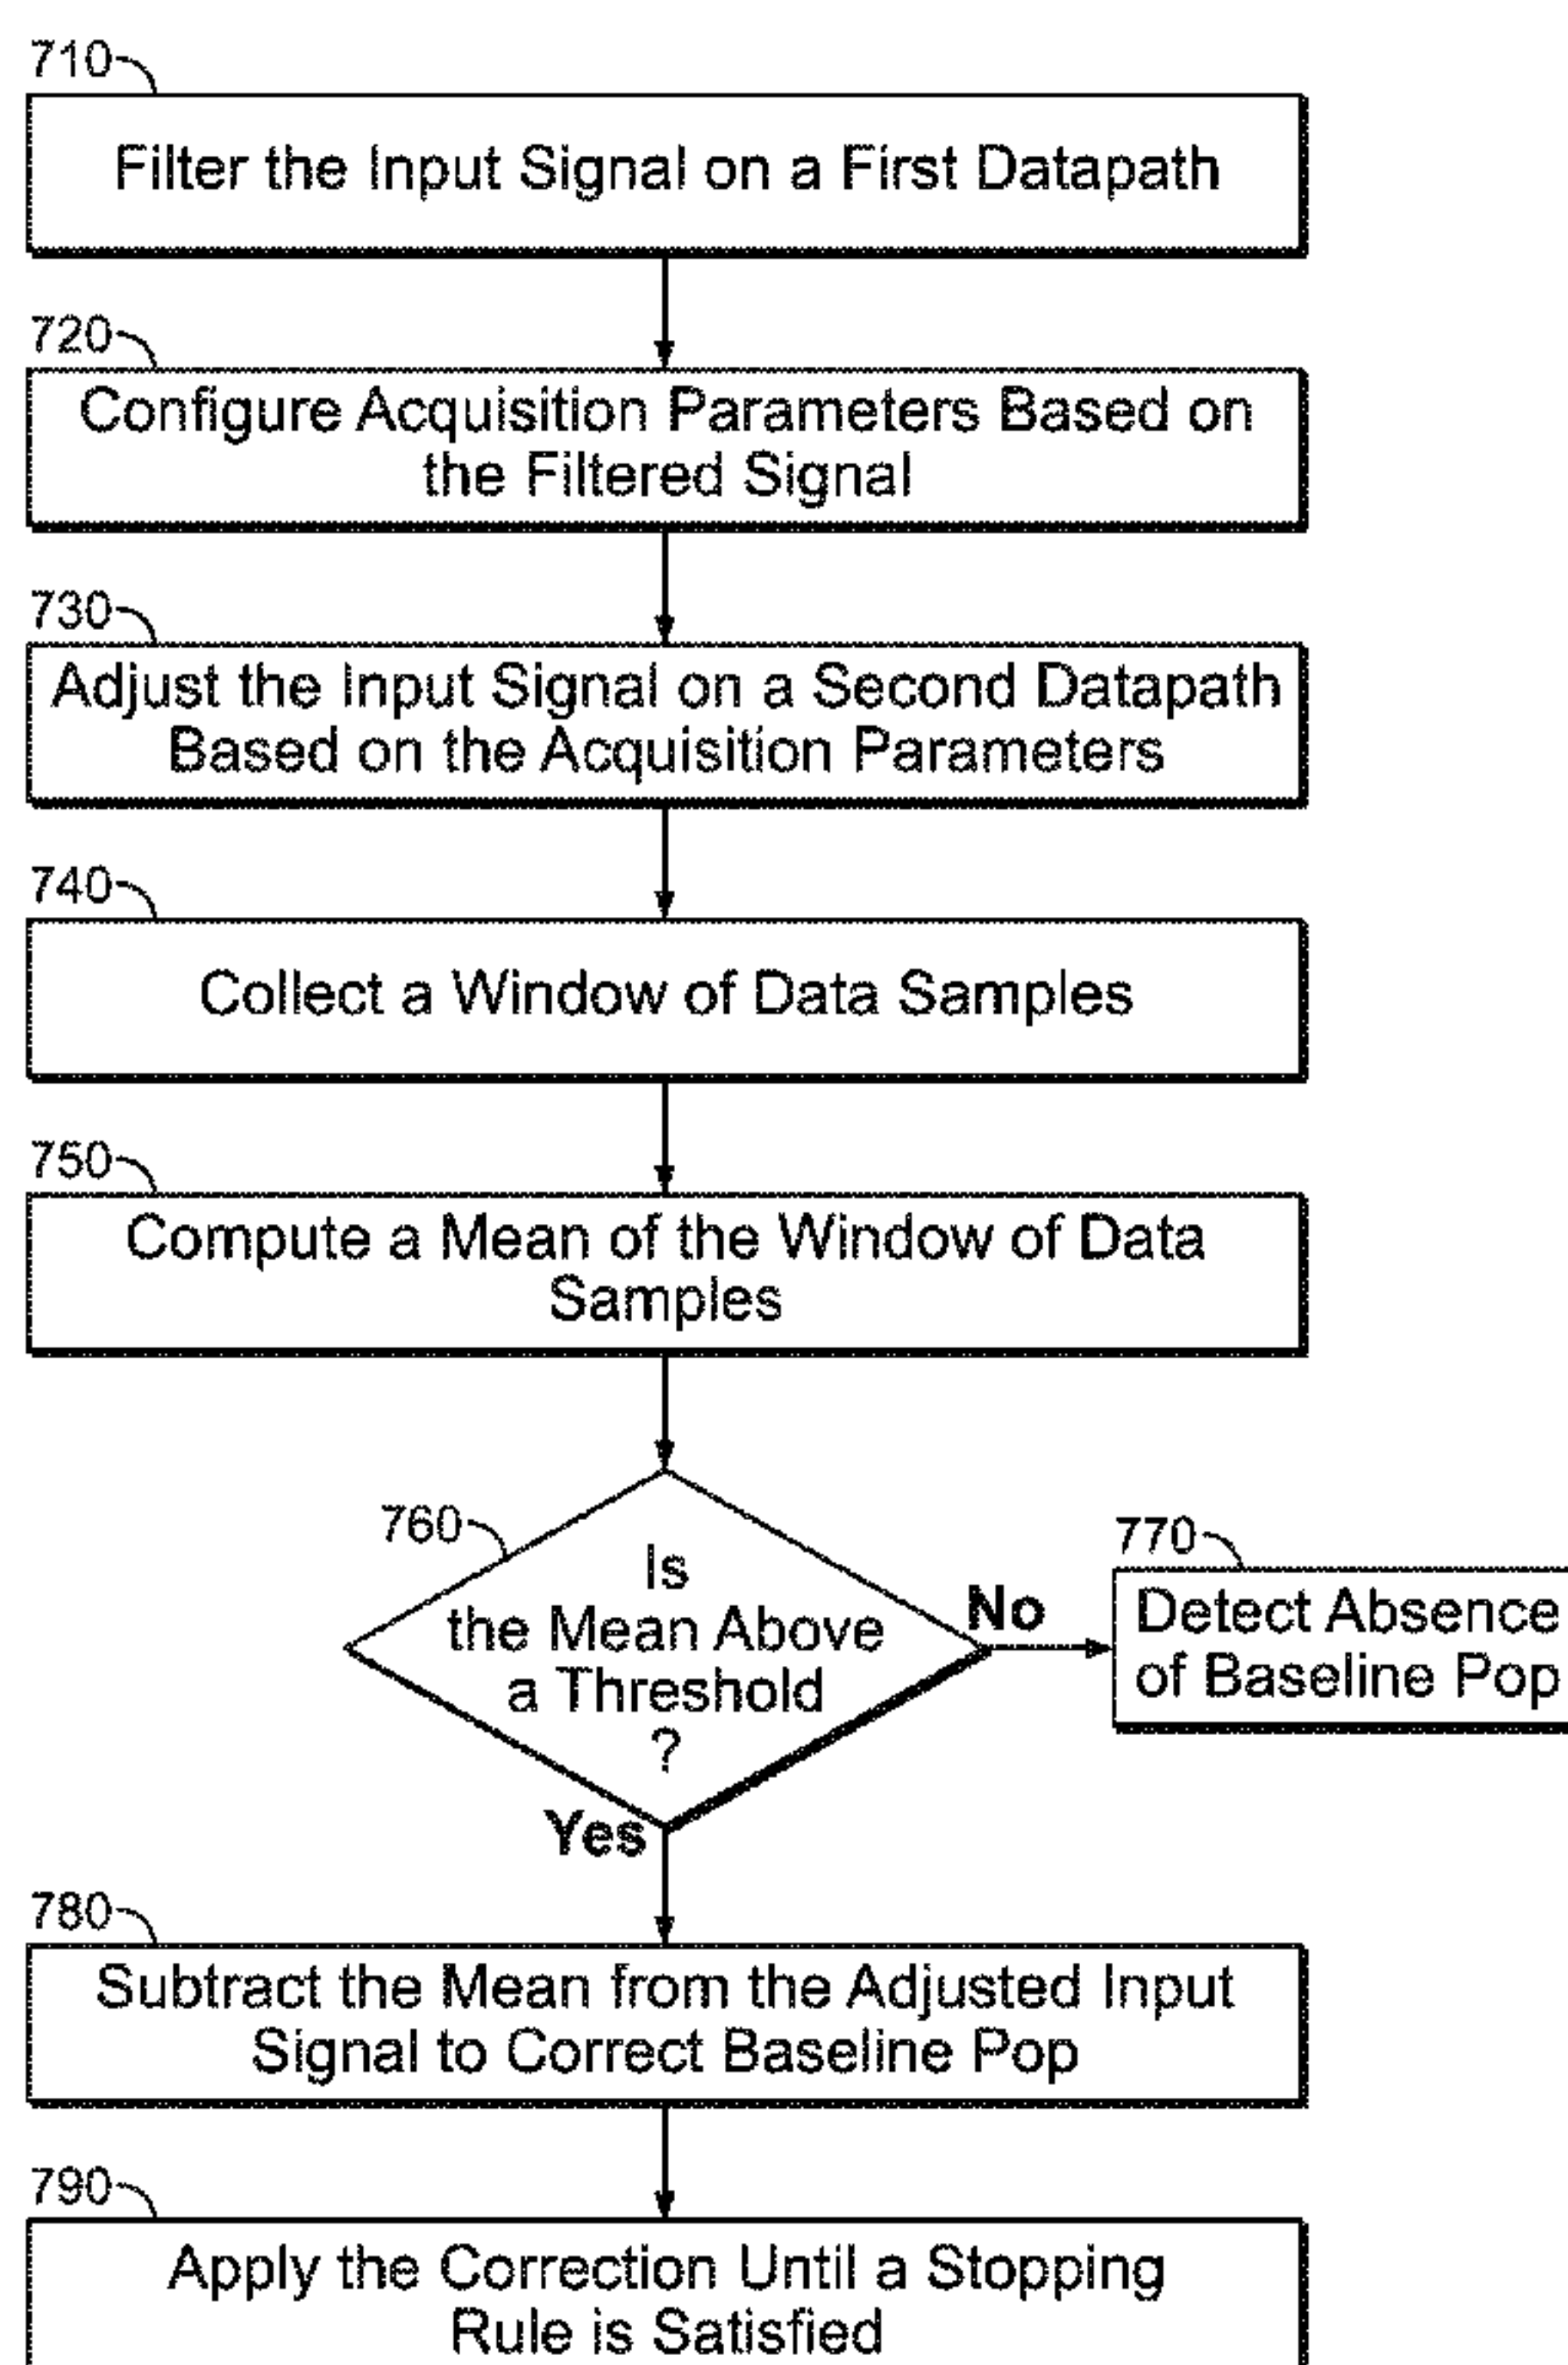 710
Filter the Input Signal on a First Datapath
720
Configure Acquisition Parameters Based on
the Filtered Signal
730
Adjust the Input Signal on a Second Datapath
Based on the Acquisition Parameters
740
Collect a Window of Data Samples
750
Compute a Mean of the Window of Data
Samples
760
Is
the Mean Above
a Threshold
?
No
770
Detect Absence
of Baseline Pop
Yes
780
Subtract the Mean from the Adjusted Input
Signal to Correct Baseline Pop
790
Apply the Correction Until a Stopping
Rule is Satisfied